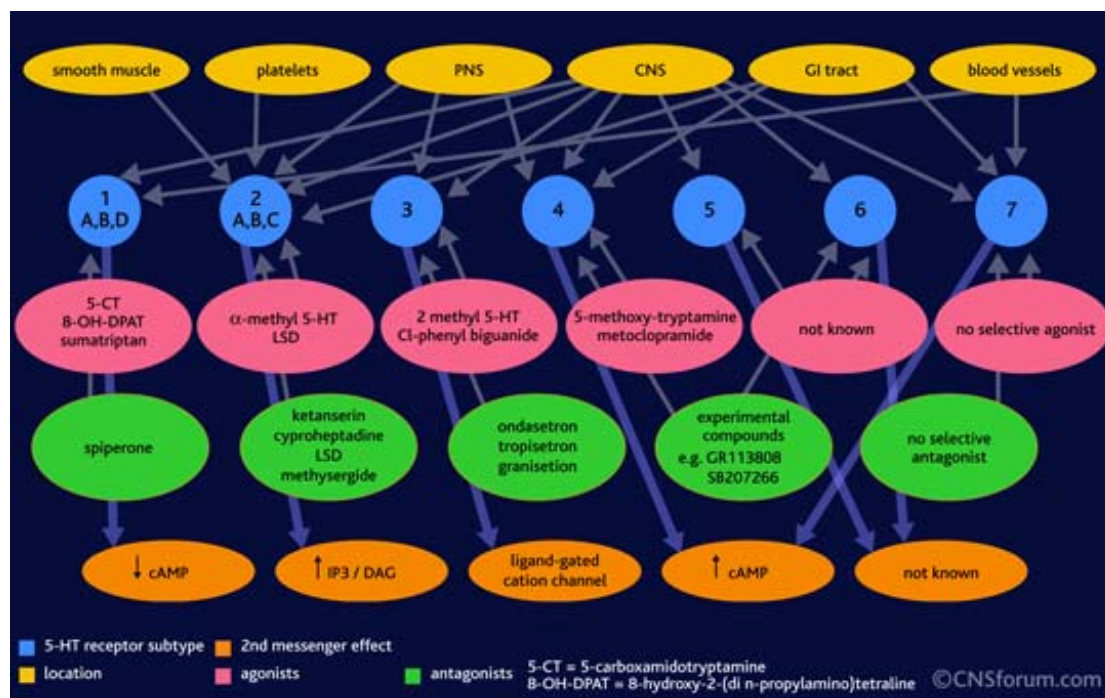 smooth muscle
platelets
PNS
CNS
GI tract
blood vessels
1
A,B,D
2
A,B,C
3
4
5
6
7
5-CT
8-OH-DPAT
sumatriptan
α-methyl 5-HT
LSD
2 methyl 5-HT
Cl-phenyl biguanide
5-methoxy-tryptamine
metoclopramide
not known
no selective agonist
spiperone
ketanserin
cyproheptadine
LSD
methysergide
ondasetron
tropisetron
granisetion
experimental
compounds
e.g. GR113808
SB207266
no selective
antagonist
↓ cAMP
↑ IP3 / DAG
ligand-gated
cation channel
↑ cAMP
not known
5-HT receptor subtype
2nd messenger effect
location
agonists
antagonists
5-CT = 5-carboxamidotryptamine
8-OH-DPAT = 8-hydroxy-2-(di n-propylamino)tetraline
©CNSforum.com